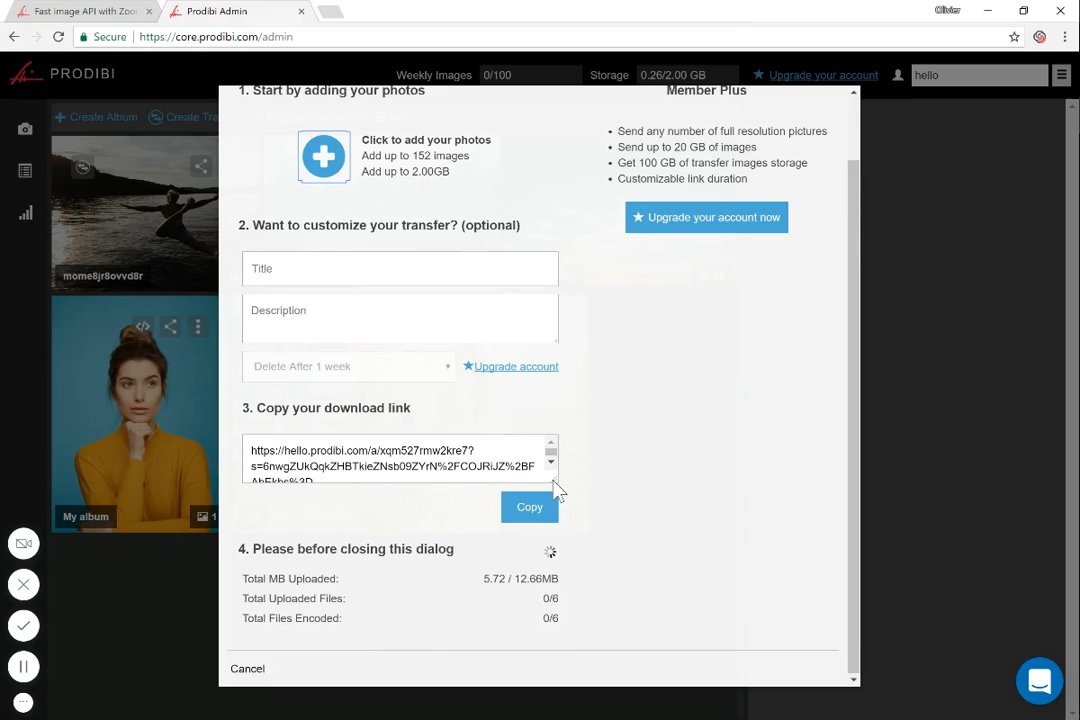 Fast image API with Zoo
Prodibi Admin
Olivier
Secure
https://core.prodibi.com/admin
PRODIBI
Weekly Images
0/100
Storage
0.26/2.00 GB
Upgrade your account
hello
Create Album
Create Tra
1. Start by adding your photos
Click to add your photos
Add up to 152 images
Add up to 2.00GB
Member Plus
Send any number of full resolution pictures
Send up to 20 GB of images
Get 100 GB of transfer images storage
Customizable link duration
Upgrade your account now
2. Want to customize your transfer? (optional)
Title
Description
Delete After 1 week
Upgrade account
3. Copy your download link
https://hello.prodibi.com/a/xqm527rmw2kre7?
s=6nwgZUkQqkZHBTkieZNsb09ZYrN%2FCOJRiJZ%2BF
Copy
4. Please before closing this dialog
Total MB Uploaded:
5.72 / 12.66MB
Total Uploaded Files:
0/6
Total Files Encoded:
0/6
Cancel
mome8jr8ovvd8r
My album
1